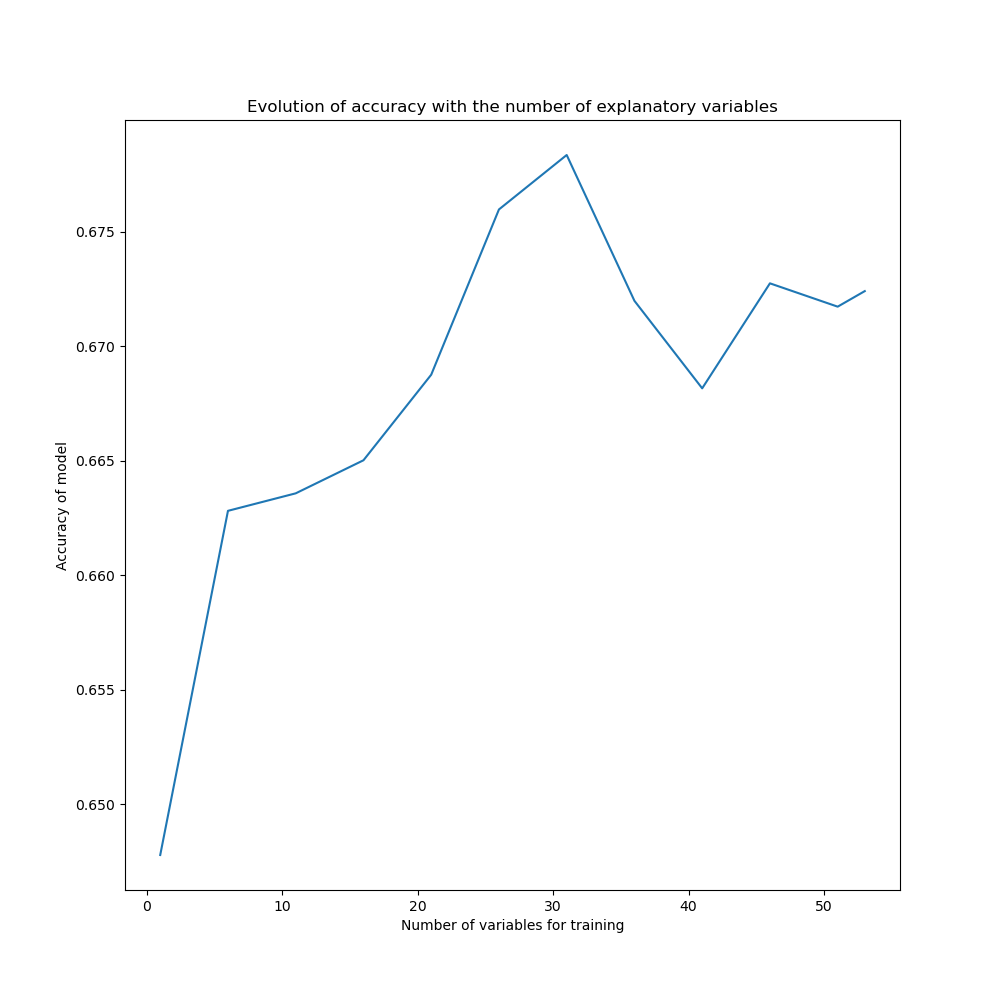 Evolution of accuracy with the number of explanatory variables
0.675
0.670
0.665
0.660
0.655
0.650
Accuracy of model
0 10 20 30 40 50
Number of variables for training